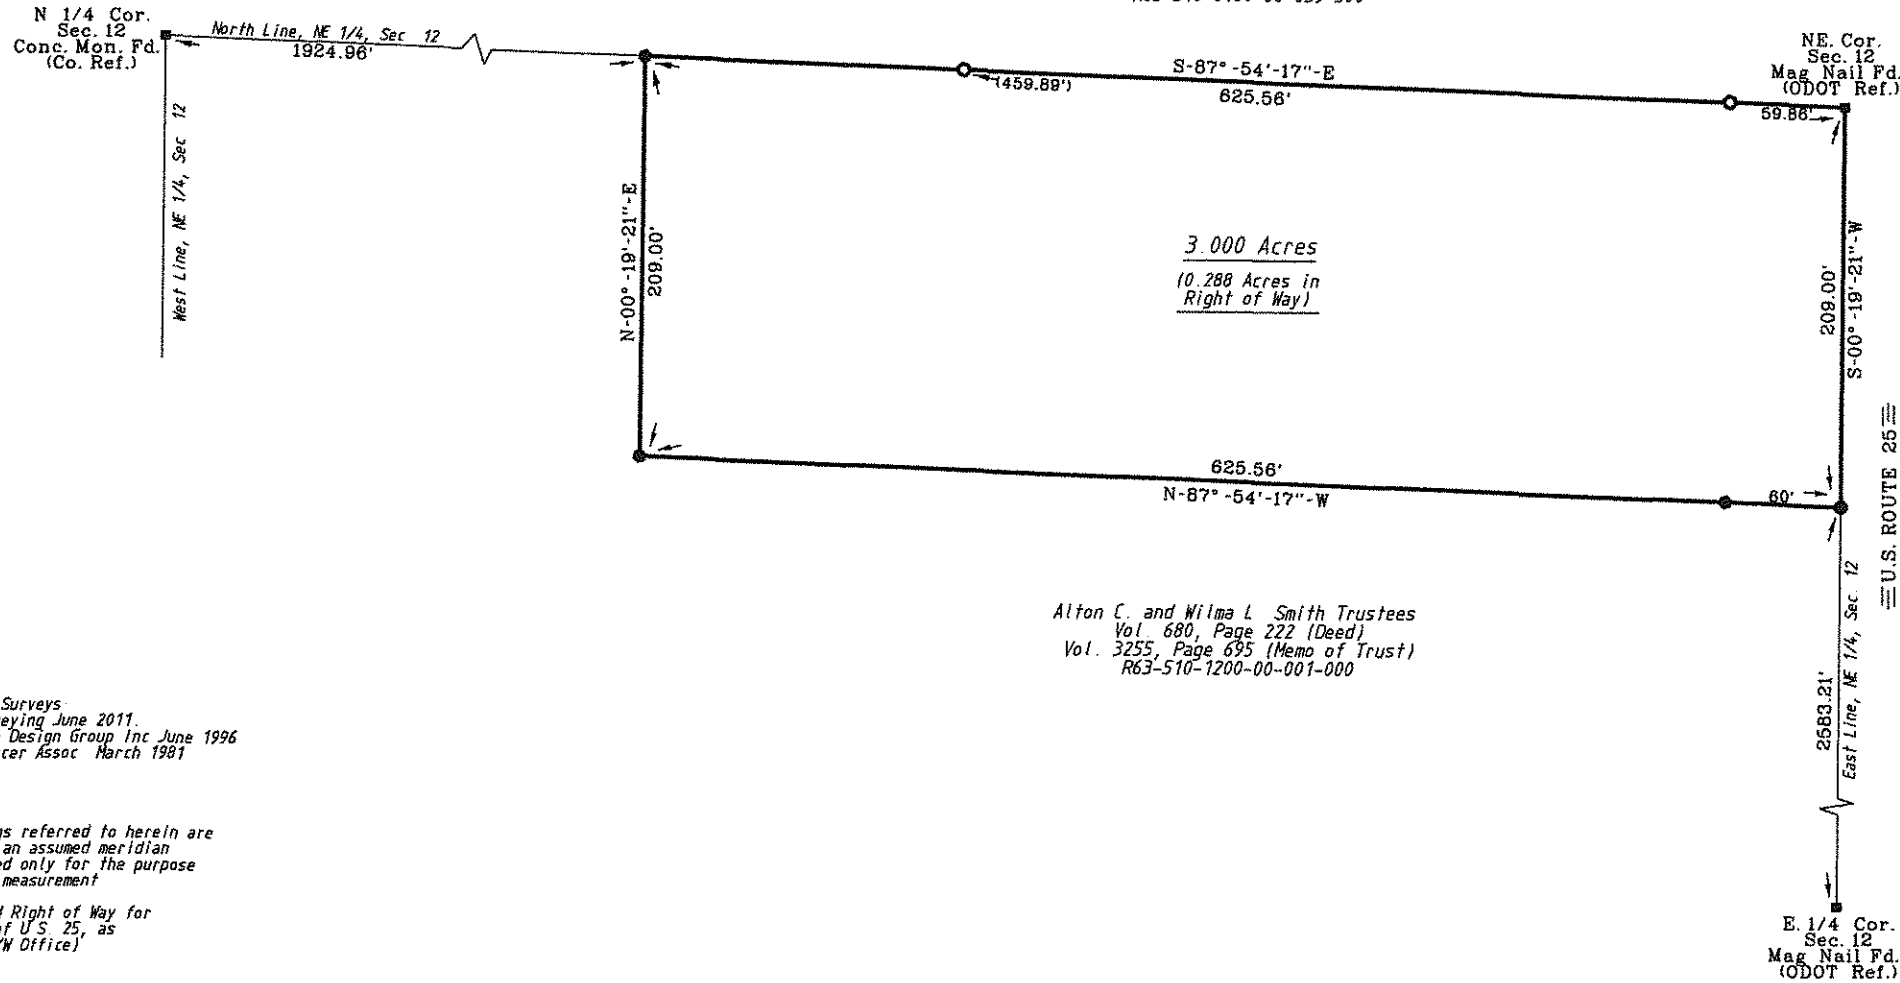 N 1/4 Cor.
Sec. 12
Conc. Mon. Fd.
(Co. Ref.)
North Line, NE 1/4, Sec 12
1924.96'
S-87°-54'-17"-E
(459.89')
625.56'
NE. Cor.
Sec. 12
Mag Nail Fd.
(ODOT Ref.)
59.86'
West Line, NE 1/4, Sec 12
N-00°-19'-21"-E
209.00'
3.000 Acres
(0.288 Acres in
Right of Way)
209.00'
S-00°-19'-21"-W
625.56'
N-87°-54'-17"-W
60'
U.S. ROUTE 25
Alton C. and Wilma L Smith Trustees
Vol. 680, Page 222 (Deed)
Vol. 3255, Page 695 (Memo of Trust)
R63-510-1200-00-001-000
2583.21'
East Line, NE 1/4, Sec. 12
Surveys
eying June 2011.
Design Group Inc June 1996
cer Assoc March 1981
s referred to herein are
an assumed meridian
ed only for the purpose
measurement
Right of Way for
of U.S. 25, as
/W Office)
E. 1/4 Cor.
Sec. 12
Mag Nail Fd.
(ODOT Ref.)